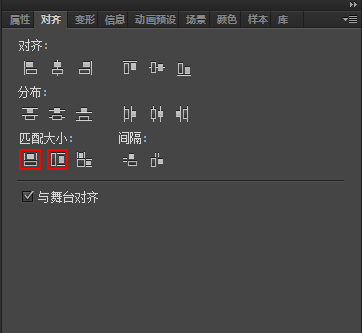 属性 对齐 变形 信息 动画预设 场景 颜色 样本 库
对齐:
分布:
匹配大小: 间隔:
与舞台对齐